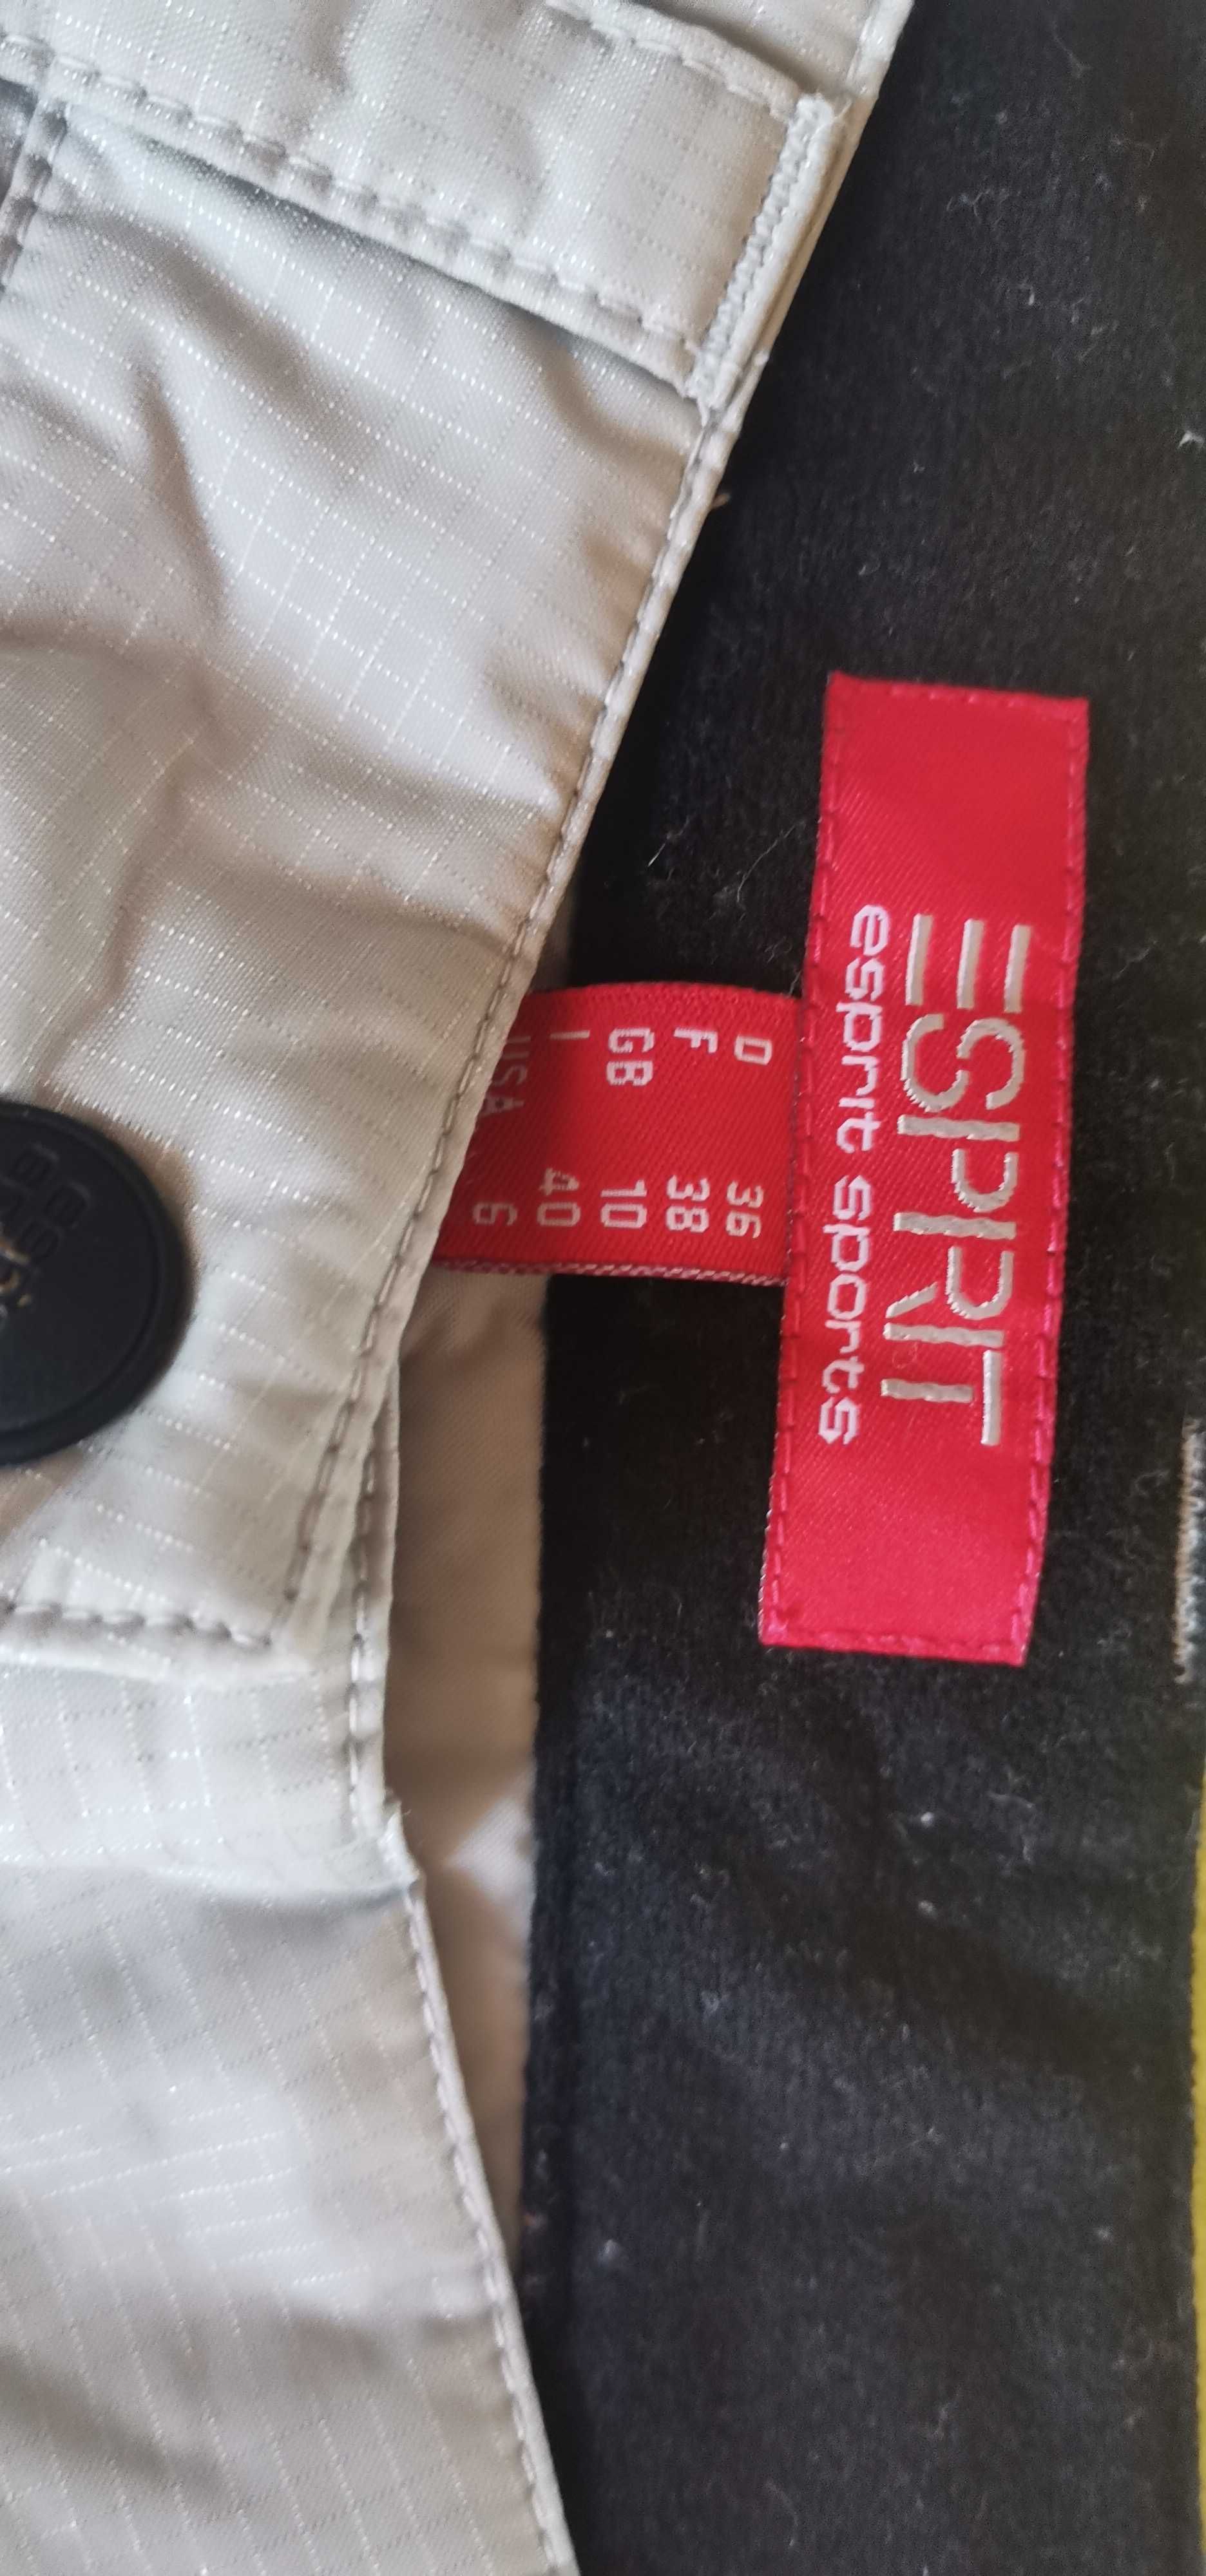 ESPRIT
esprit sports
D 36
F 38
GB 10
I 40
USA 6